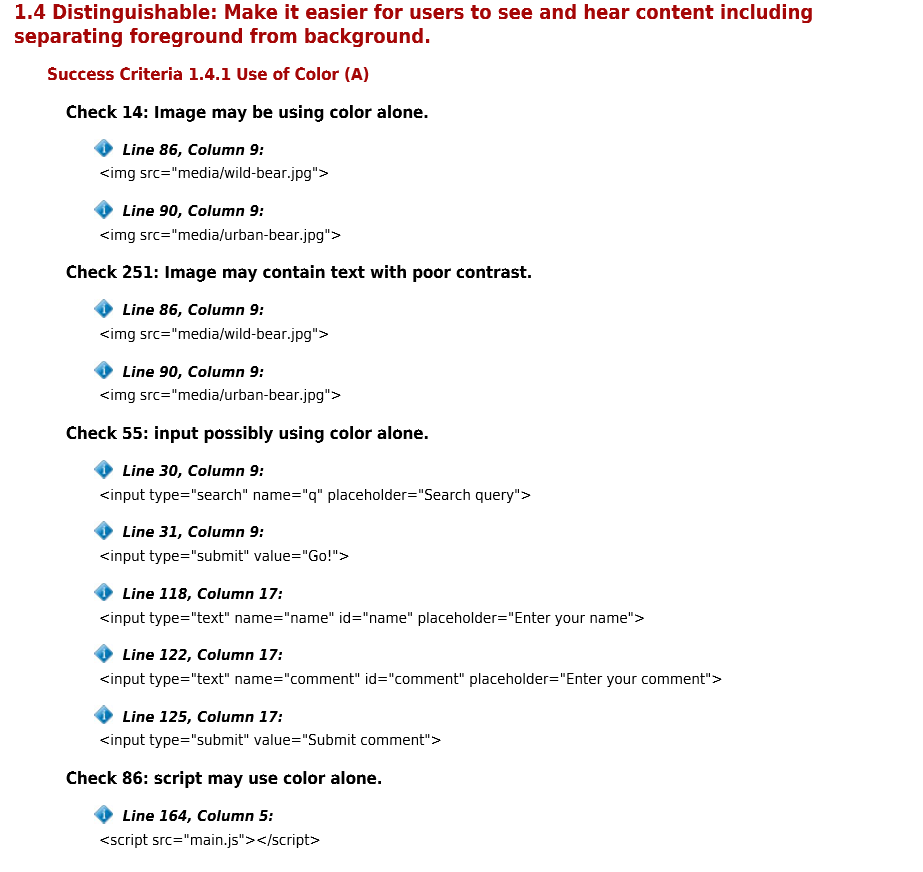 1.4 Distinguishable: Make it easier for users to see and hear content including
separating foreground from background.
Success Criteria 1.4.1 Use of Color (A)
Check 14: Image may be using color alone.
Line 86, Column 9:
<img src="media/wild-bear.jpg">
Line 90, Column 9:
<img src="media/urban-bear.jpg">
Check 251: Image may contain text with poor contrast.
Line 86, Column 9:
<img src="media/wild-bear.jpg">
Line 90, Column 9:
<img src="media/urban-bear.jpg">
Check 55: input possibly using color alone.
Line 30, Column 9:
<input type="search" name="q" placeholder="Search query">
Line 31, Column 9:
<input type="submit" value="Go!">
Line 118, Column 17:
<input type="text" name="name" id="name" placeholder="Enter your name">
Line 122, Column 17:
<input type="text" name="comment" id="comment" placeholder="Enter your comment">
Line 125, Column 17:
<input type="submit" value="Submit comment">
Check 86: script may use color alone.
Line 164, Column 5:
<script src="main.js"></script>